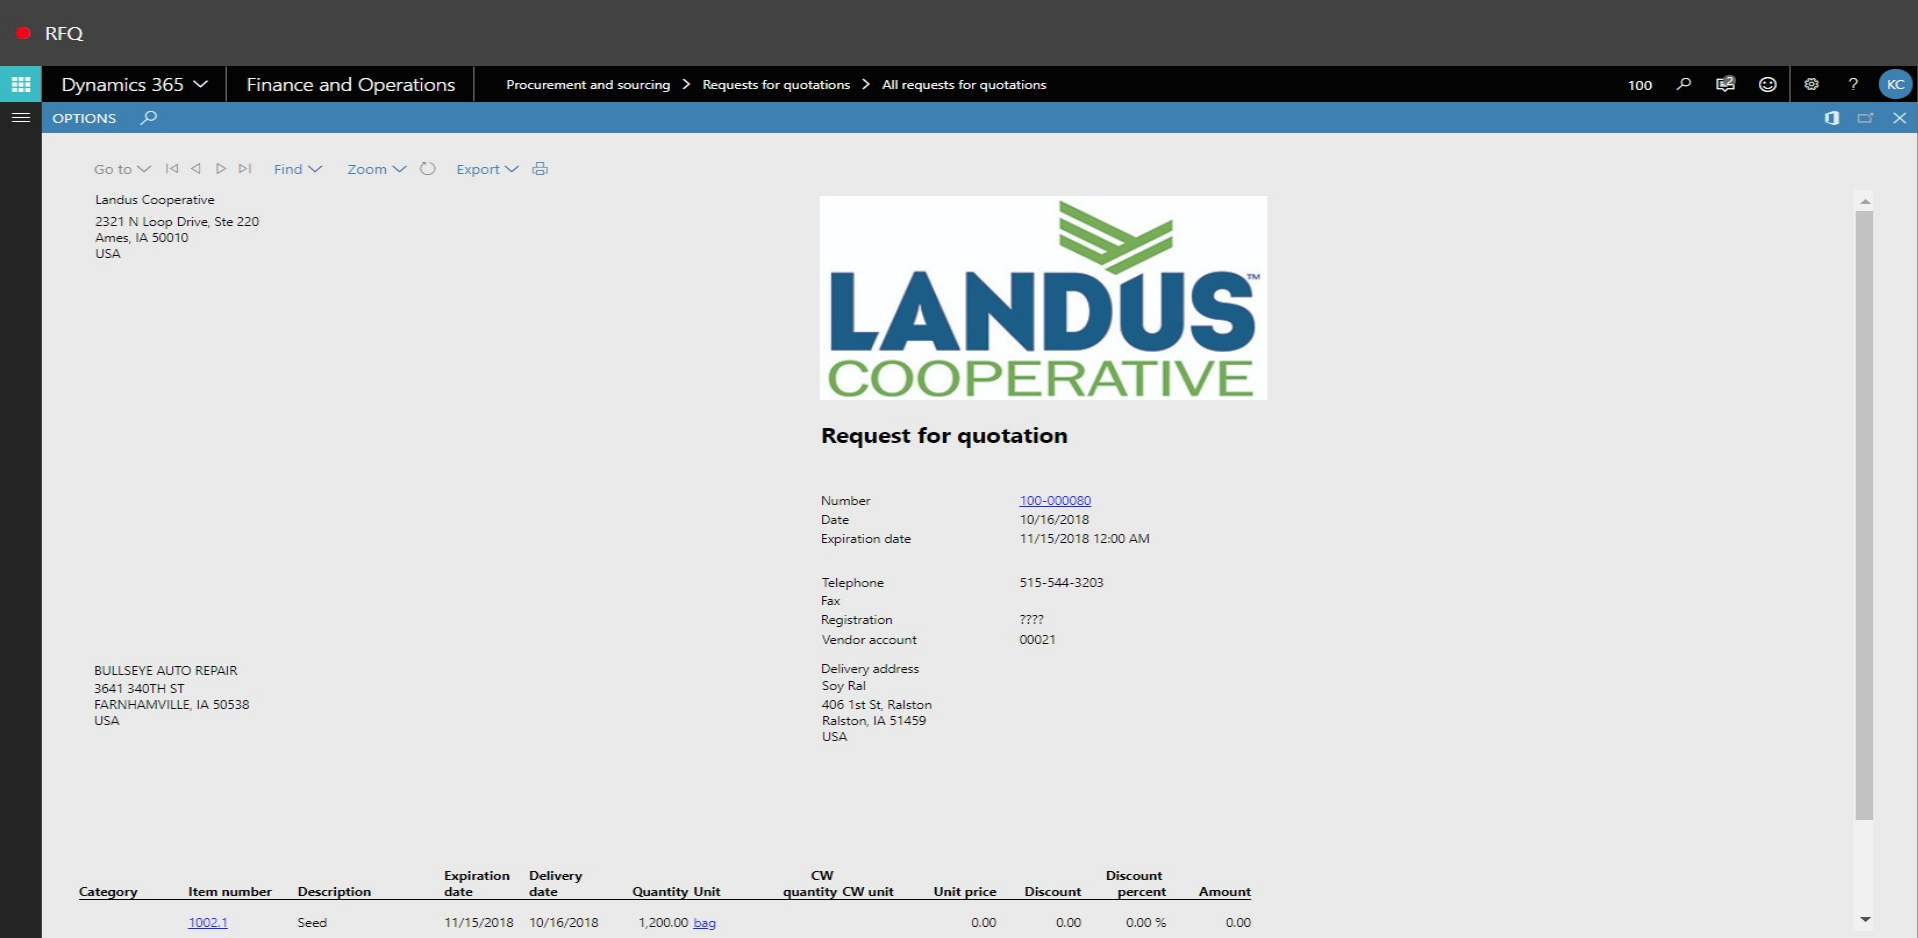 RFQ
Dynamics 365 Finance and Operations Procurement and sourcing > Requests for quotations > All requests for quotations 100 2 ? KC
OPTIONS
Go to Find Zoom Export
Landus Cooperative
2321 N Loop Drive, Ste 220
Ames, IA 50010
USA
LANDUS™
COOPERATIVE
Request for quotation
Number 100-000080
Date 10/16/2018
Expiration date 11/15/2018 12:00 AM
Telephone 515-544-3203
Fax
Registration ????
Vendor account 00021
BULLSEYE AUTO REPAIR
3641 340TH ST
FARNHAMVILLE, IA 50538
USA
Delivery address
Soy Ral
406 1st St, Ralston
Ralston, IA 51459
USA
Category Item number Description Expiration date Delivery date Quantity Unit CW quantity CW unit Unit price Discount Discount percent Amount
1002.1 Seed 11/15/2018 10/16/2018 1,200.00 bag 0.00 0.00 0.00 % 0.00